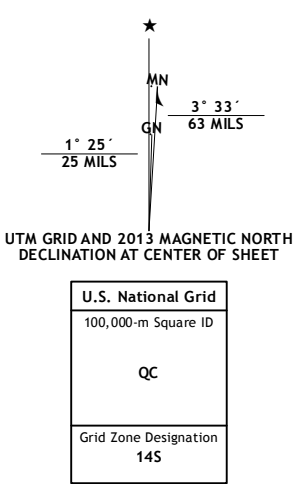 ★
MN
3° 33´
63 MILS
GN
1° 25´
25 MILS
UTM GRID AND 2013 MAGNETIC NORTH
DECLINATION AT CENTER OF SHEET
U.S. National Grid
100,000-m Square ID
QC
Grid Zone Designation
14S